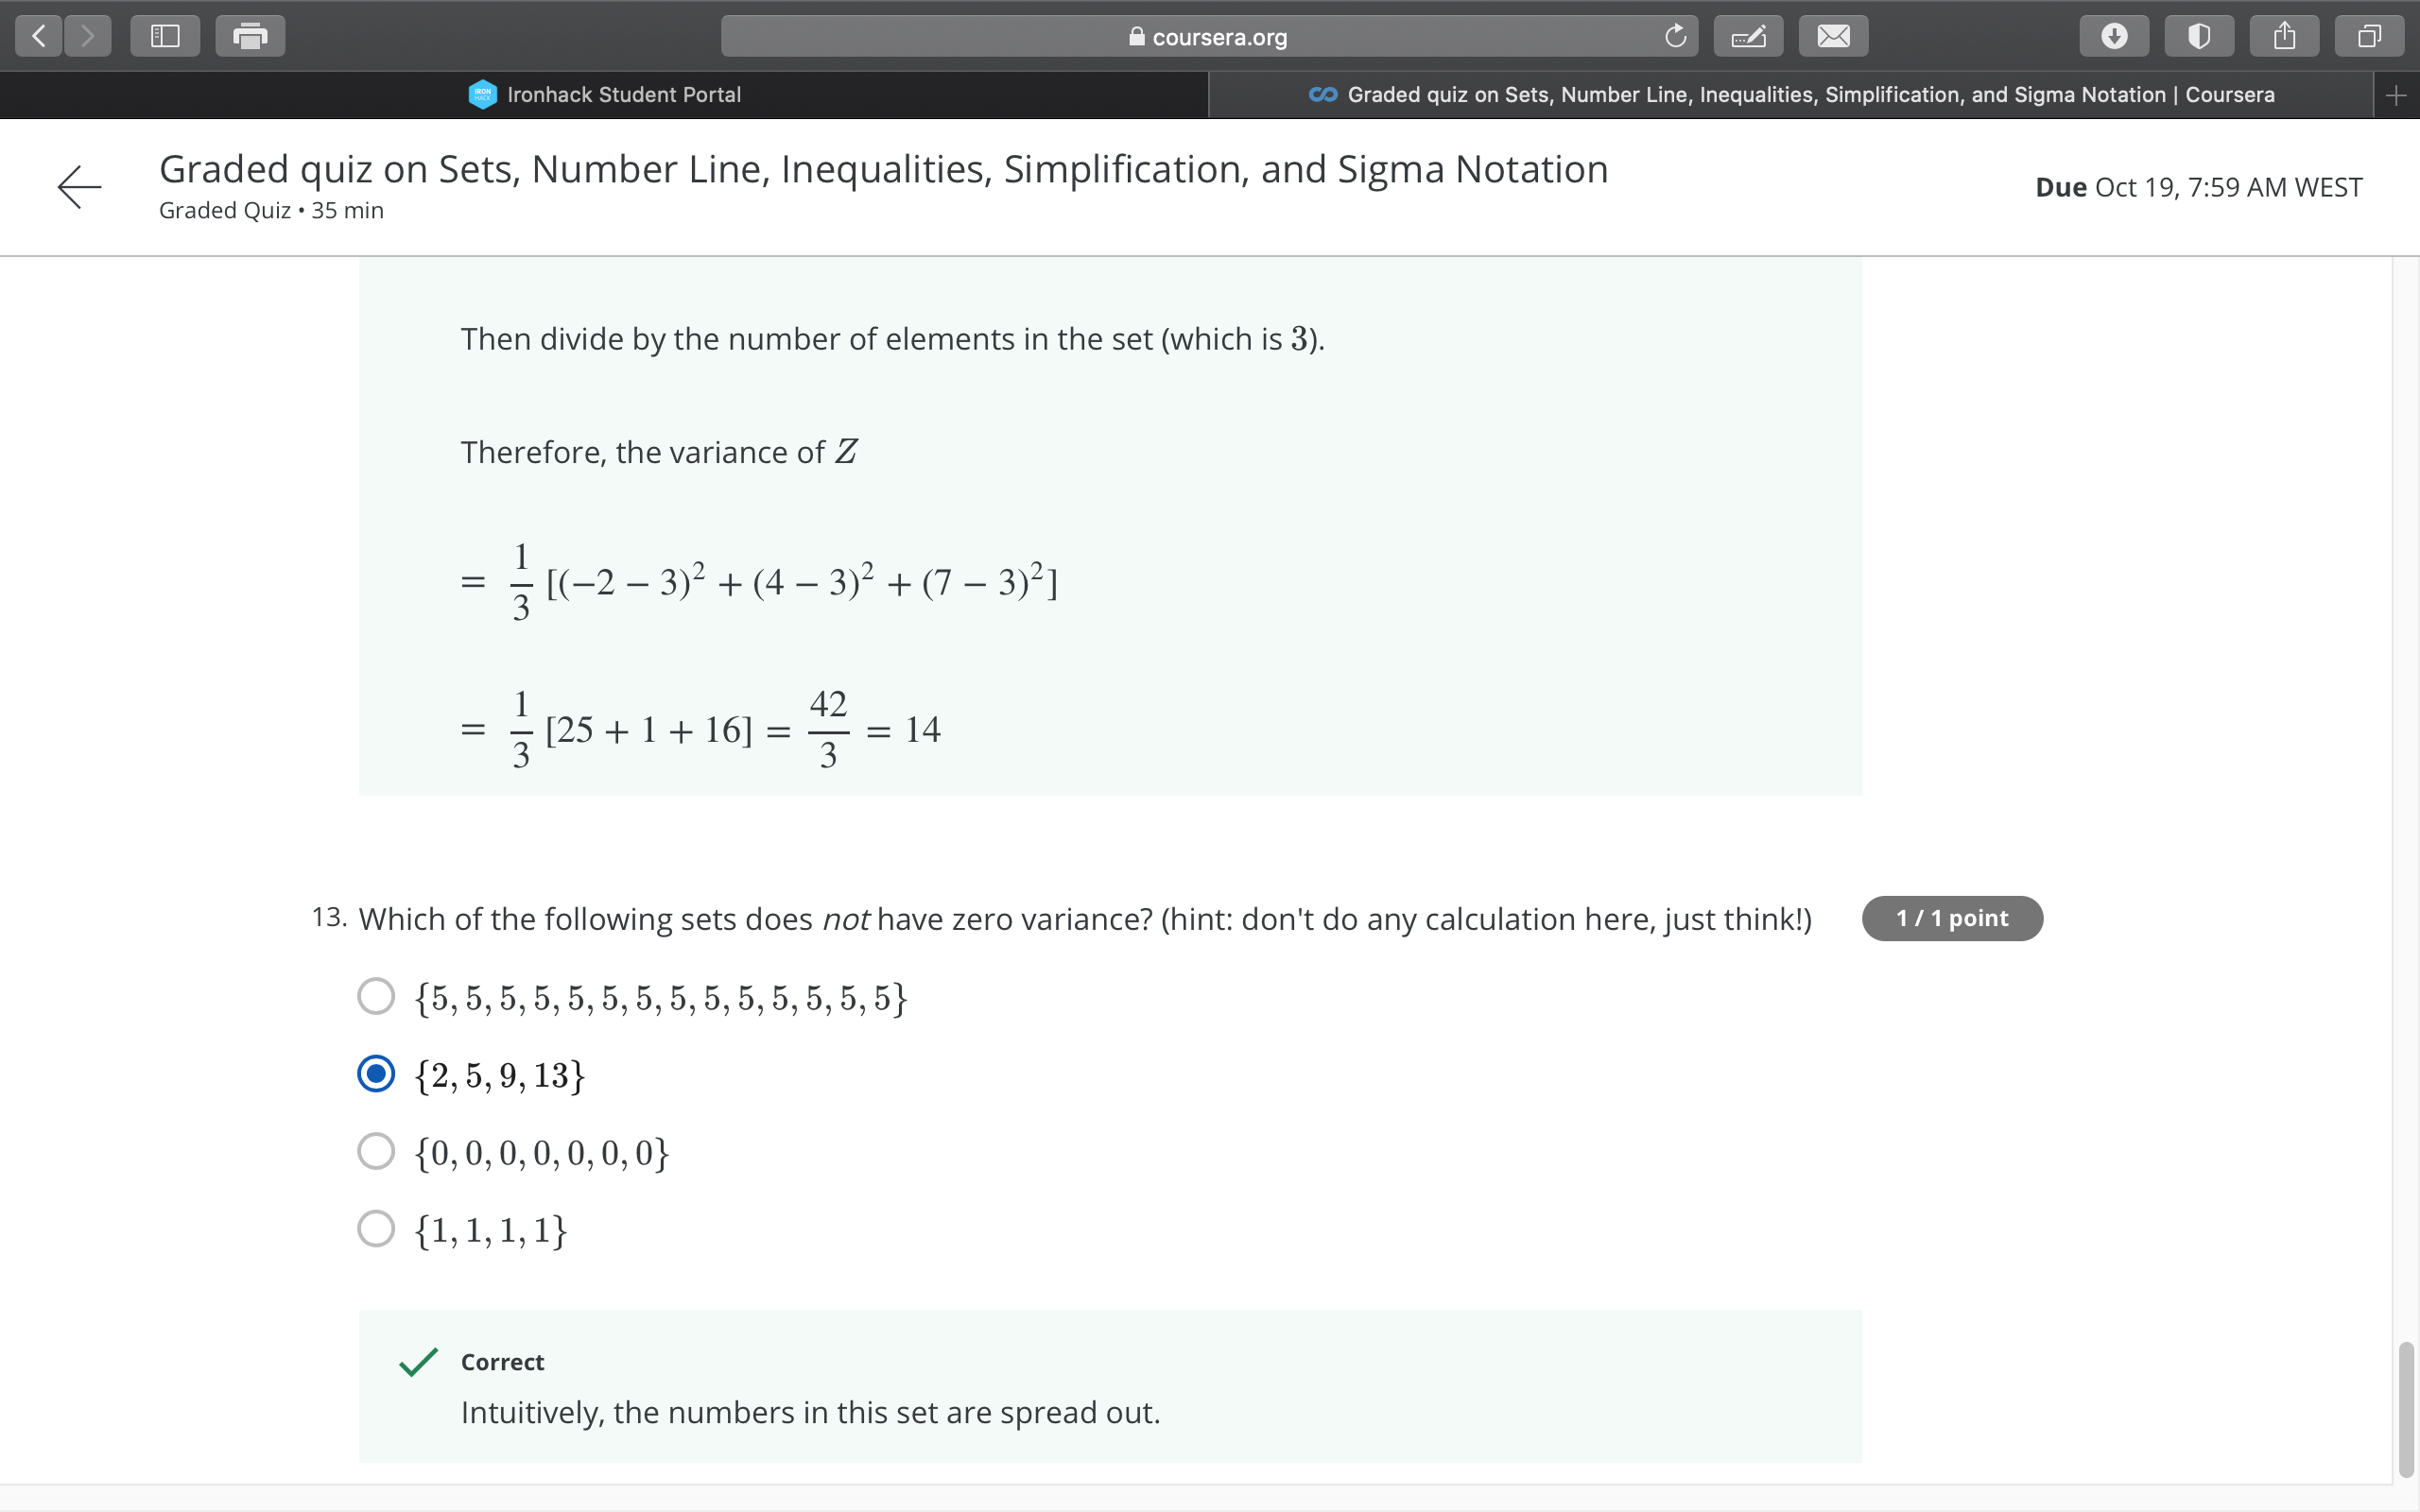 coursera.org
IRON
HACK
Ironhack Student Portal
Graded quiz on Sets, Number Line, Inequalities, Simplification, and Sigma Notation | Coursera
Graded quiz on Sets, Number Line, Inequalities, Simplification, and Sigma Notation
Graded Quiz • 35 min
Due Oct 19, 7:59 AM WEST
Then divide by the number of elements in the set (which is 3).
Therefore, the variance of Z
= 1/3 [(−2 − 3)² + (4 − 3)² + (7 − 3)²]
= 1/3 [25 + 1 + 16] = 42/3 = 14
13. Which of the following sets does not have zero variance? (hint: don't do any calculation here, just think!)
1 / 1 point
{5, 5, 5, 5, 5, 5, 5, 5, 5, 5, 5, 5, 5, 5}
{2, 5, 9, 13}
{0, 0, 0, 0, 0, 0, 0}
{1, 1, 1, 1}
Correct
Intuitively, the numbers in this set are spread out.